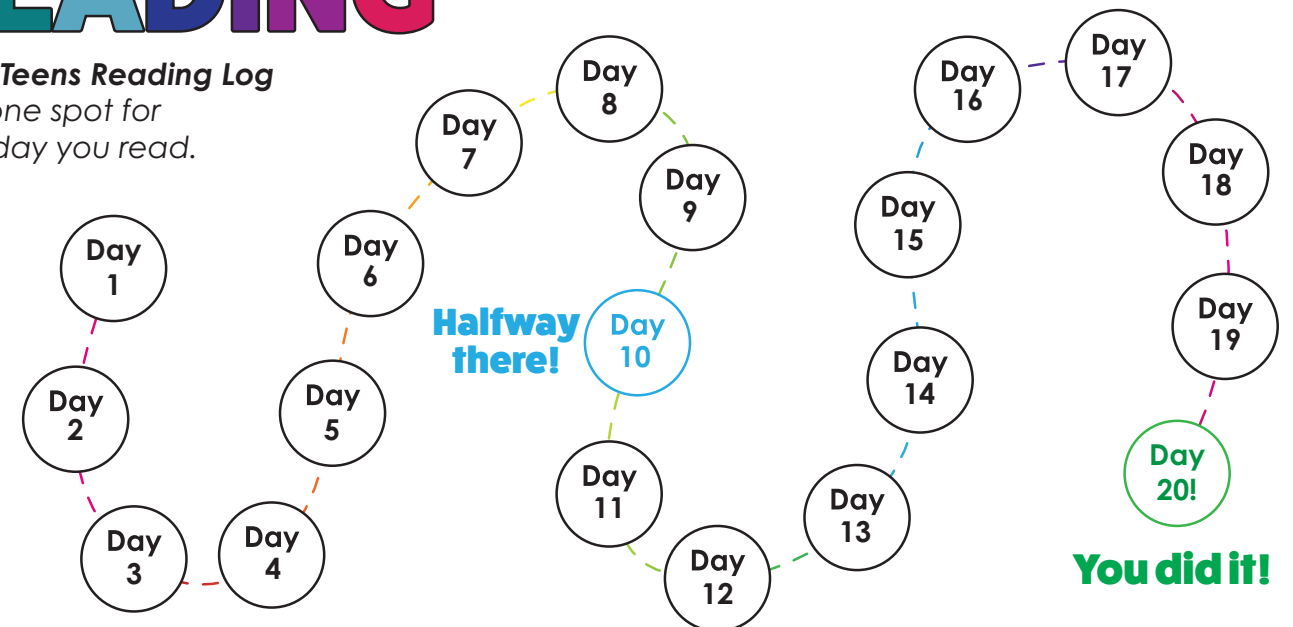 EADING
Teens Reading Log
one spot for
day you read.
Day
1
Day
2
Day
3
Day
4
Day
5
Day
6
Day
7
Day
8
Day
9
Halfway
there!
Day
10
Day
11
Day
12
Day
13
Day
14
Day
15
Day
16
Day
17
Day
18
Day
19
Day
20!
You did it!